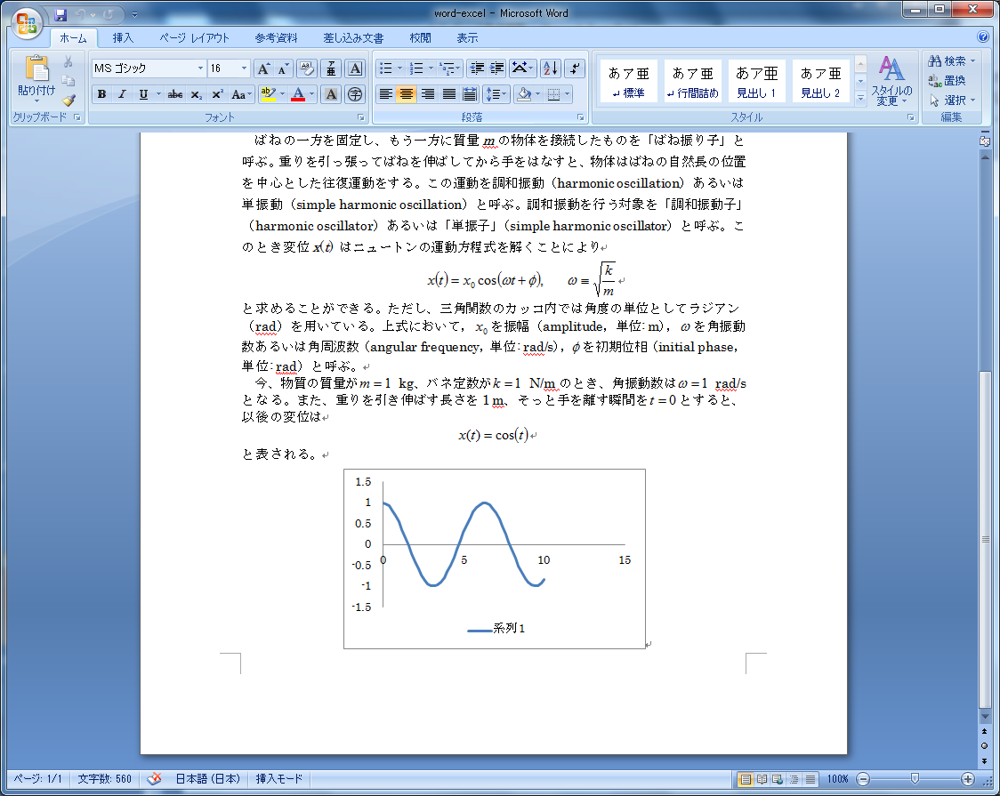 word-excel - Microsoft Word
ホーム 挿入 ページ レイアウト 参考資料 差し込み文書 校閲 表示
MS ゴシック 16
貼り付け
クリップボード フォント 段落 スタイル 編集
あア亜 あア亜 あア亜 あア亜
標準 行間詰め 見出し 1 見出し 2
スタイルの
変更
検索
置換
選択
ばねの一方を固定し、もう一方に質量 m の物体を接続したものを「ばね振り子」と
呼ぶ。重りを引っ張ってばねを伸ばしてから手をはなすと、物体はばねの自然長の位置
を中心とした往復運動をする。この運動を調和振動（harmonic oscillation）あるいは
単振動（simple harmonic oscillation）と呼ぶ。調和振動を行う対象を「調和振動子」
（harmonic oscillator）あるいは「単振子」（simple harmonic oscillator）と呼ぶ。こ
のとき変位 x(t) はニュートンの運動方程式を解くことにより
x(t) = x₀ cos(ωt + φ), ω ≡ √(k/m)
と求めることができる。ただし、三角関数のカッコ内では角度の単位としてラジアン
（rad）を用いている。上式において， x₀ を振幅（amplitude，単位: m），ω を角振動
数あるいは角周波数（angular frequency，単位: rad/s），φ を初期位相（initial phase，
単位: rad）と呼ぶ。
今、物質の質量が m = 1 kg、バネ定数が k = 1 N/m のとき、角振動数は ω = 1 rad/s
となる。また、重りを引き伸ばす長さを 1 m、そっと手を離す瞬間を t = 0 とすると、
以後の変位は
x(t) = cos(t)
と表される。
1.5
1
0.5
0
-0.5
-1
-1.5
0 5 10 15
系列1
ページ: 1/1 文字数: 560 日本語 (日本) 挿入モード 100%